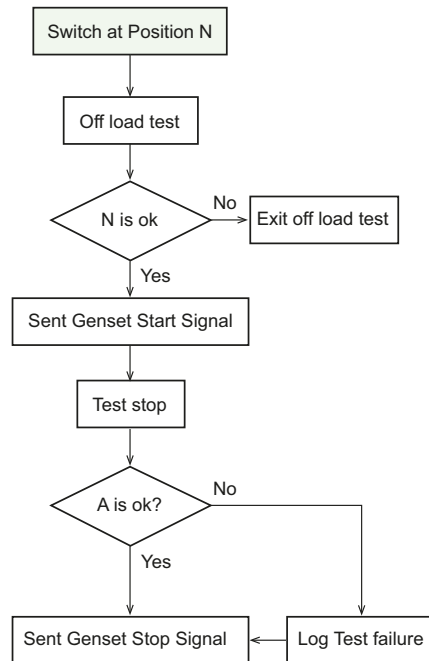 Switch at Position N
Off load test
N is ok
No
Exit off load test
Yes
Sent Genset Start Signal
Test stop
A is ok?
No
Yes
Sent Genset Stop Signal
Log Test failure